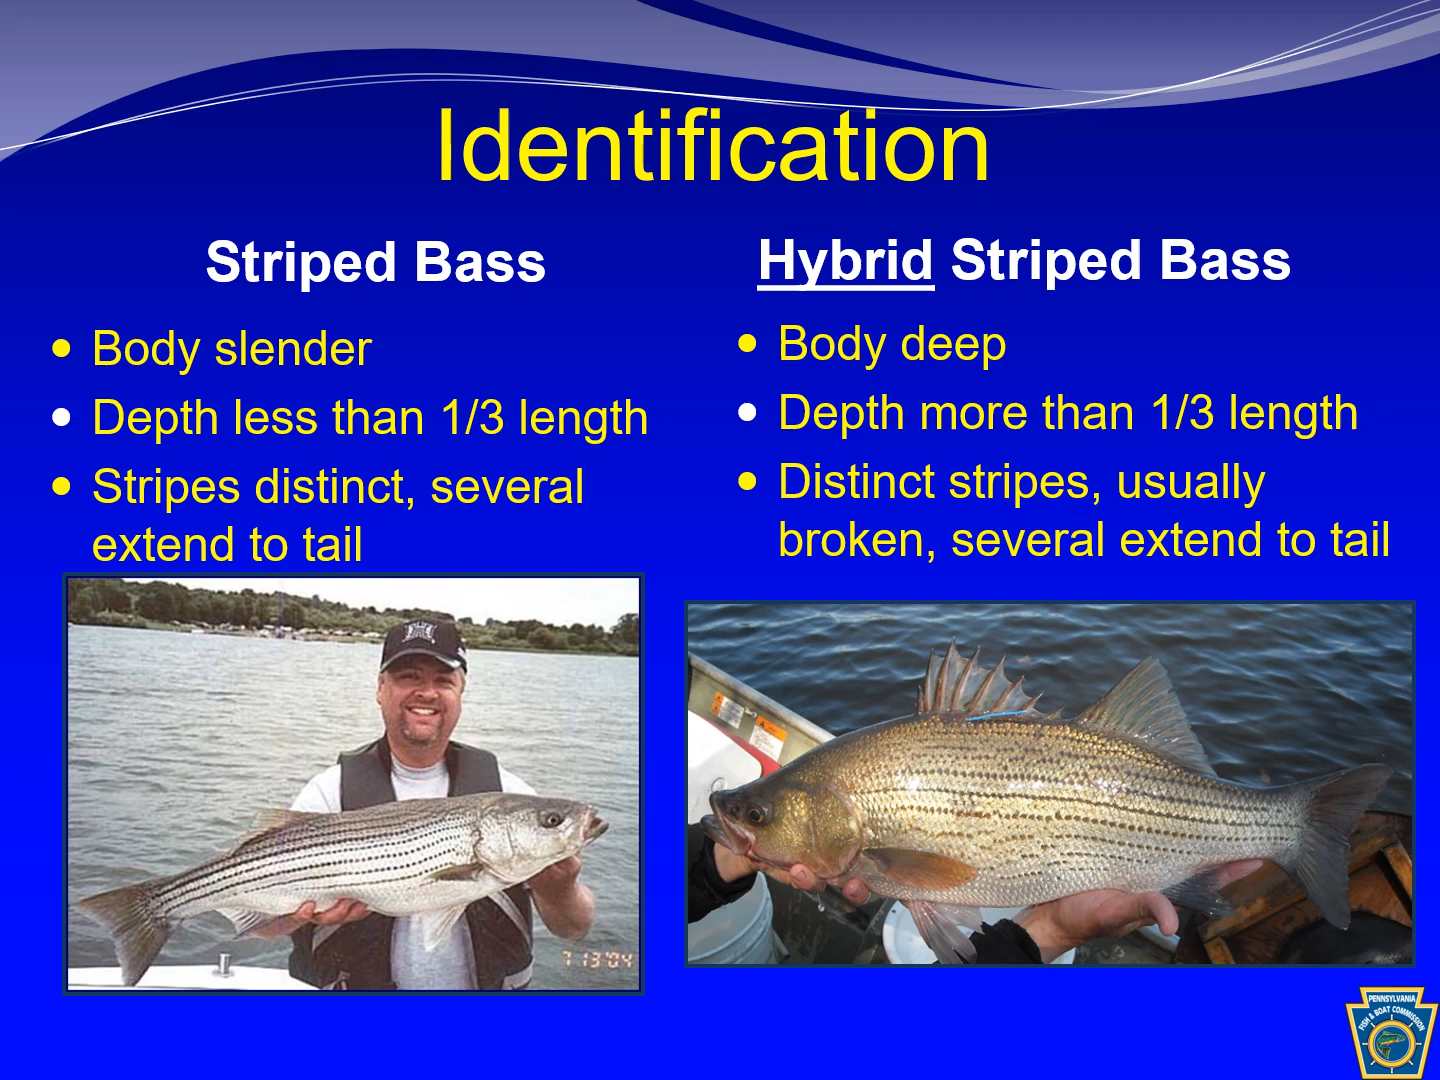 Identification
Striped Bass
• Body slender
• Depth less than 1/3 length
• Stripes distinct, several
extend to tail
Hybrid Striped Bass
• Body deep
• Depth more than 1/3 length
• Distinct stripes, usually
broken, several extend to tail
7 13 '04
PENNSYLVANIA
FISH & BOAT COMMISSION